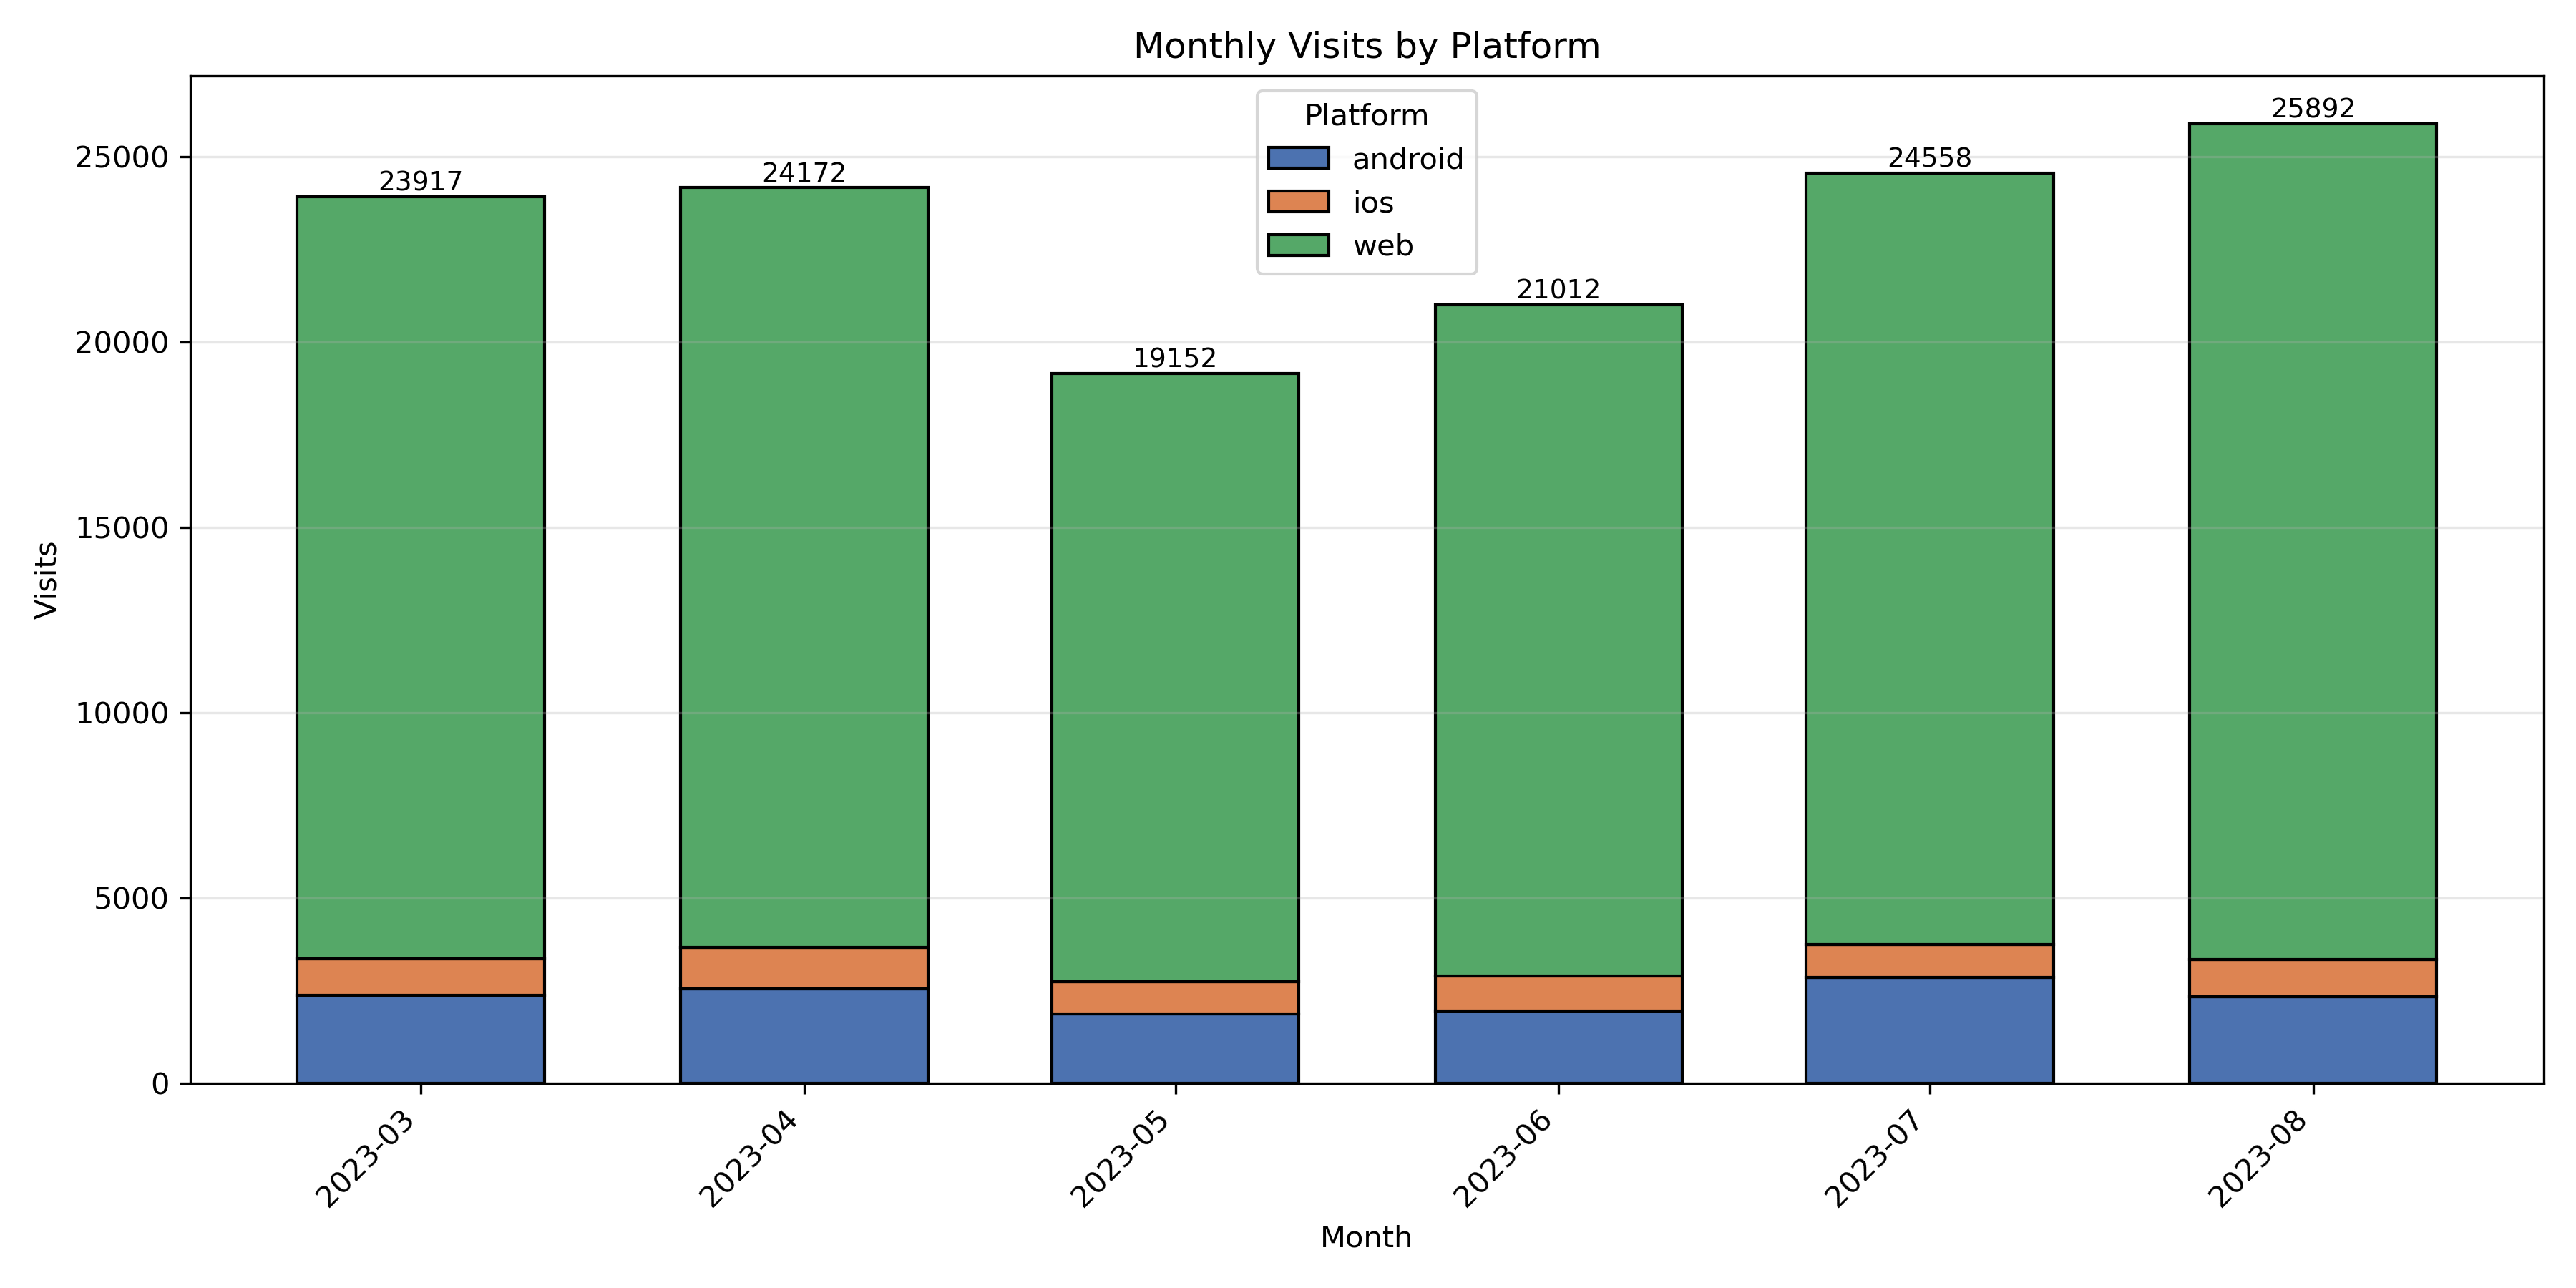 Monthly Visits by Platform
Platform
android
ios
web
23917
24172
19152
21012
24558
25892
Visits
25000
20000
15000
10000
5000
0
2023-03
2023-04
2023-05
2023-06
2023-07
2023-08
Month